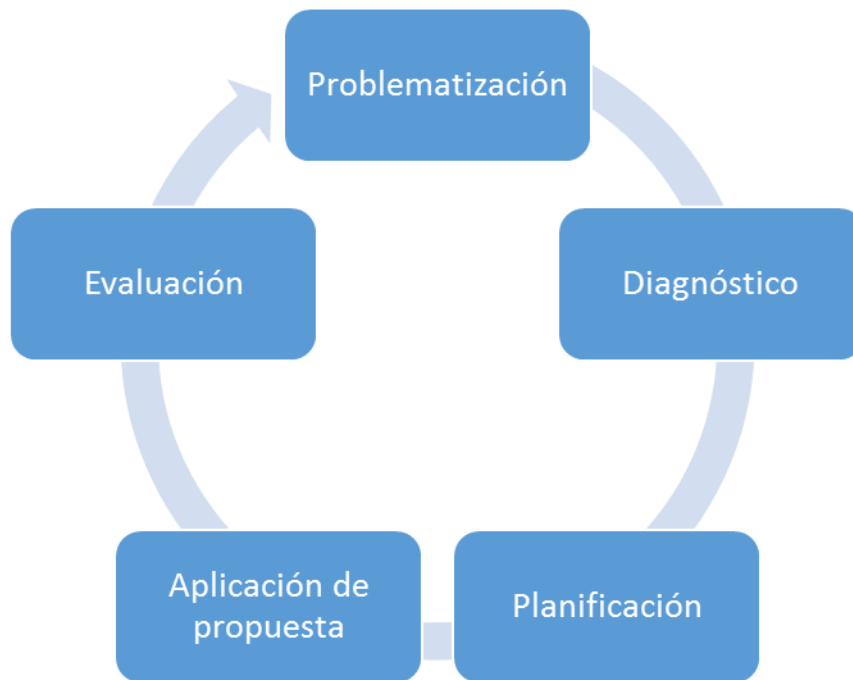 Problematización
Diagnóstico
Planificación
Aplicación de
propuesta
Evaluación